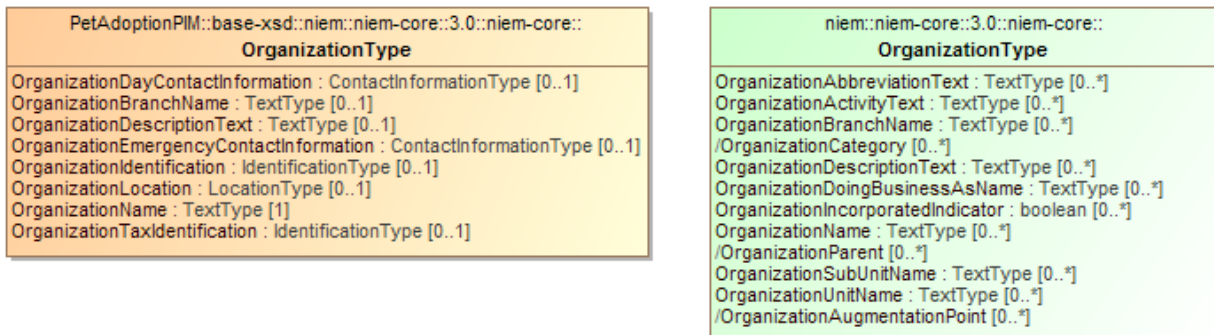 PetAdoptionPIM::base-xsd::niem::niem-core::3.0::niem-core::
OrganizationType
OrganizationDayContactInformation : ContactInformationType [0..1]
OrganizationBranchName : TextType [0..1]
OrganizationDescriptionText : TextType [0..1]
OrganizationEmergencyContactInformation : ContactInformationType [0..1]
OrganizationIdentification : IdentificationType [0..1]
OrganizationLocation : LocationType [0..1]
OrganizationName : TextType [1]
OrganizationTaxIdentification : IdentificationType [0..1]
niem::niem-core::3.0::niem-core::
OrganizationType
OrganizationAbbreviationText : TextType [0..*]
OrganizationActivityText : TextType [0..*]
OrganizationBranchName : TextType [0..*]
/OrganizationCategory [0..*]
OrganizationDescriptionText : TextType [0..*]
OrganizationDoingBusinessAsName : TextType [0..*]
OrganizationIncorporatedIndicator : boolean [0..*]
OrganizationName : TextType [0..*]
/OrganizationParent [0..*]
OrganizationSubUnitName : TextType [0..*]
OrganizationUnitName : TextType [0..*]
/OrganizationAugmentationPoint [0..*]